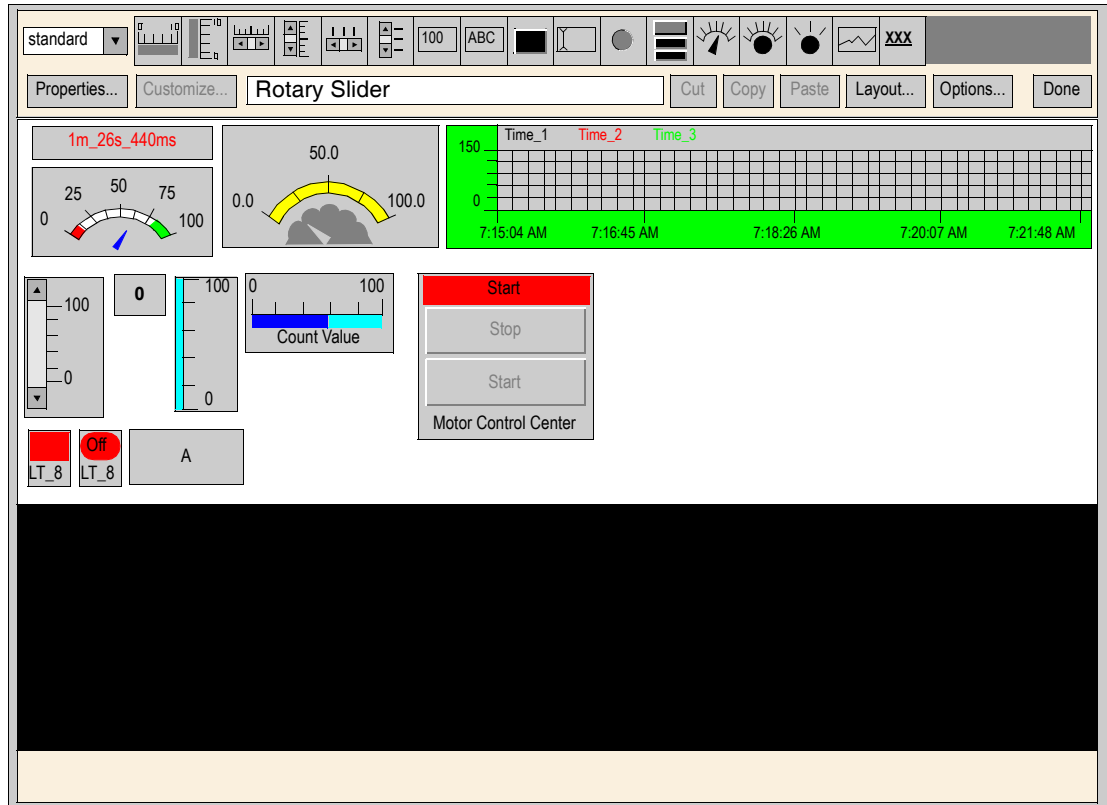 standard
100
ABC
XXX
Properties...
Customize...
Rotary Slider
Cut
Copy
Paste
Layout...
Options...
Done
1m_26s_440ms
0
25
50
75
100
0.0
50.0
100.0
Time_1 Time_2 Time_3
150
0
7:15:04 AM 7:16:45 AM 7:18:26 AM 7:20:07 AM 7:21:48 AM
100
0
0
100
0
0 100
Count Value
Start
Stop
Start
Motor Control Center
LT_8
Off
LT_8
A